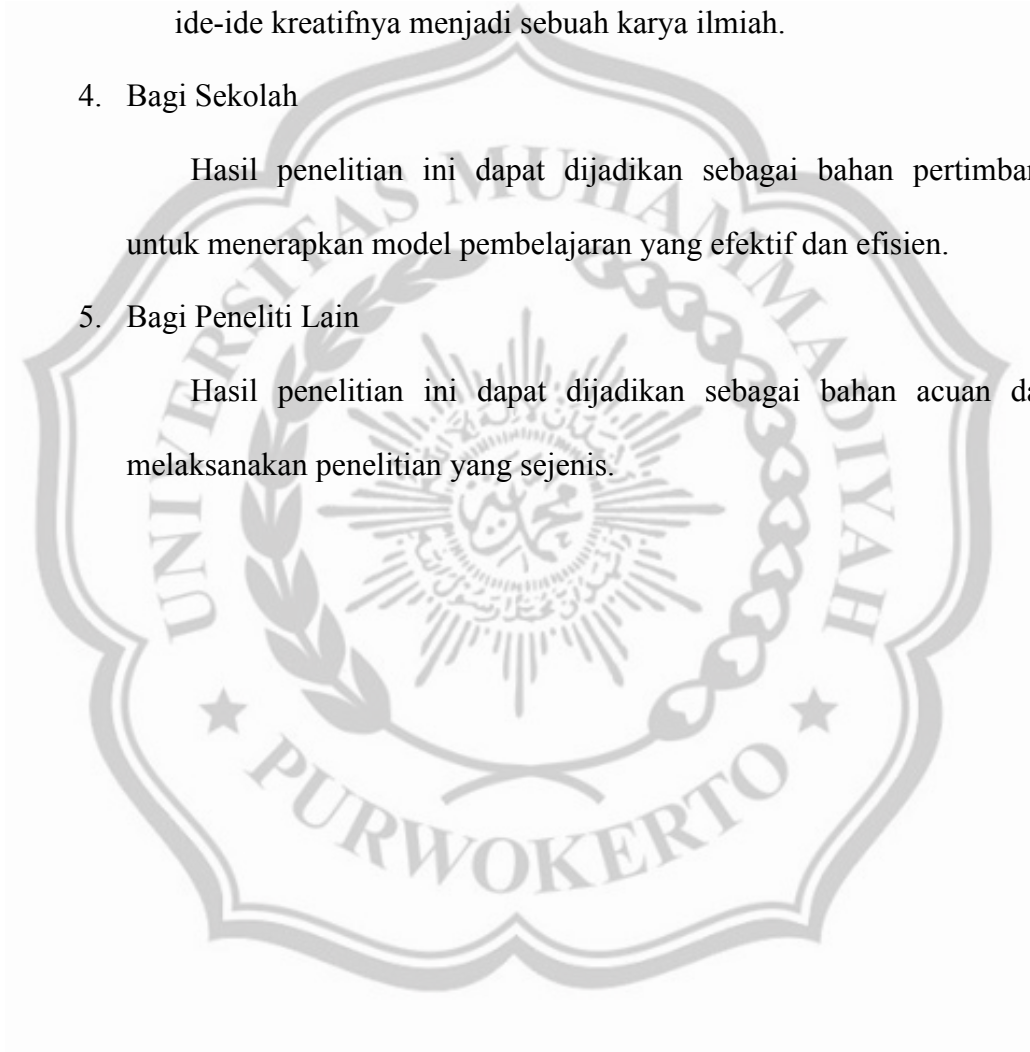 ide-ide kreatifnya menjadi sebuah karya ilmiah.
4. Bagi Sekolah
Hasil penelitian ini dapat dijadikan sebagai bahan
untuk menerapkan model pembelajaran yang efektif dan efisien.
5. Bagi Peneliti Lain
Hasil penelitian ini dapat dijadikan sebagai bahan acuan
melaksanakan penelitian yang sejenis.
UNIVERSITAS MUHAMMADIYAH
PURWOKERTO